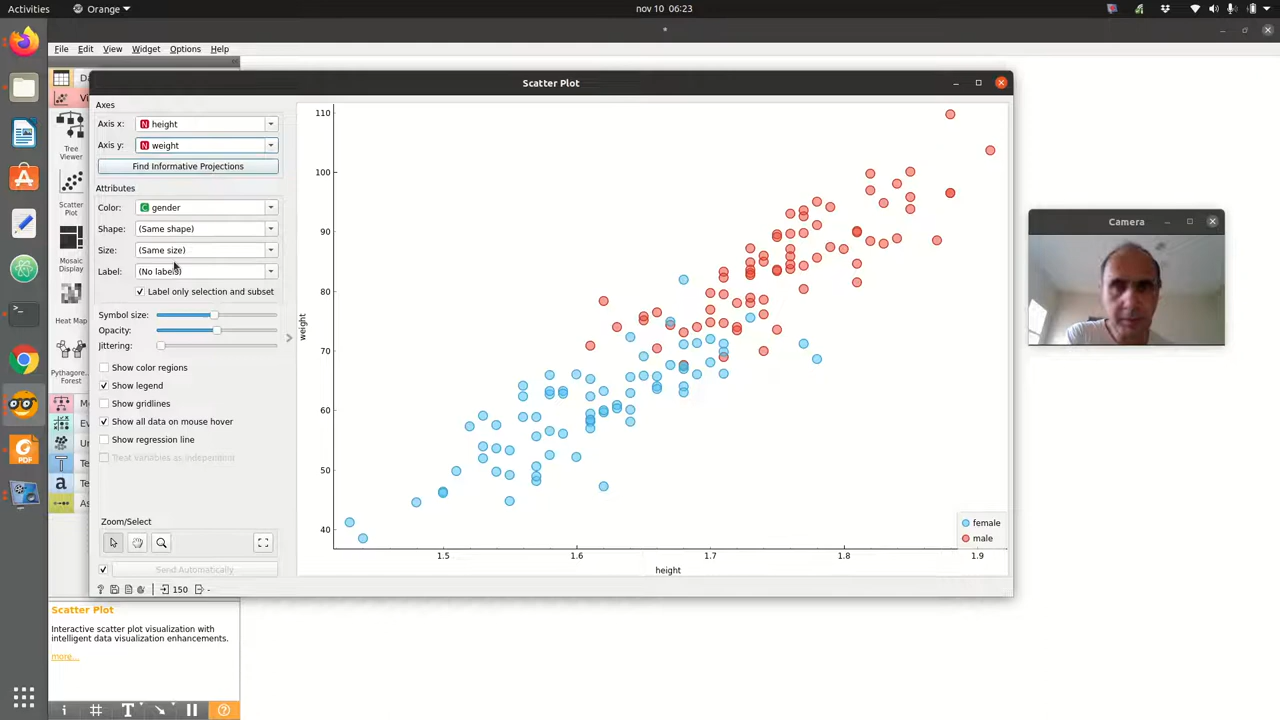 Activities
Orange
nov 10 06:23
File Edit View Widget Options Help
Scatter Plot
Camera
Axes
Axis x: N height
Axis y: N weight
Find Informative Projections
Attributes
Color: C gender
Shape: (Same shape)
Size: (Same size)
Label: (No labels)
Label only selection and subset
Symbol size:
Opacity:
Jittering:
Show color regions
Show legend
Show gridlines
Show all data on mouse hover
Show regression line
Treat variables as independent
Zoom/Select
Send Automatically
150 -
Tree
Viewer
Scatter
Plot
Mosaic
Display
Heat Map
Pythagore…
Forest
110
100
90
80
70
60
50
40
weight
1.5 1.6 1.7 1.8 1.9
height
female
male
Scatter Plot
Interactive scatter plot visualization with
intelligent data visualization enhancements.
more...
PDF